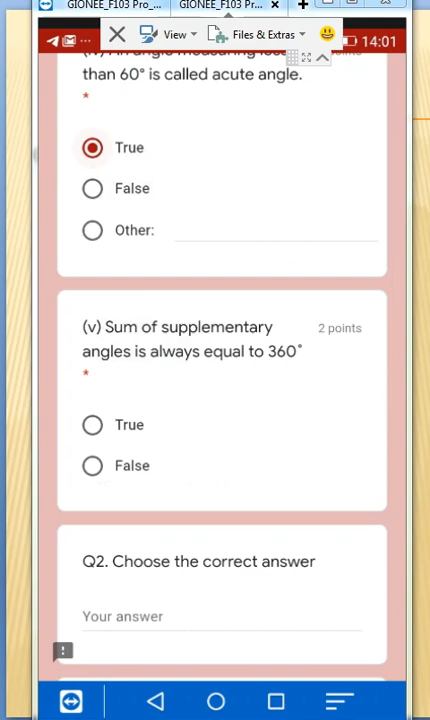 GIONEE_F103 Pro_...
GIONEE_F103 Pr...
View
Files & Extras
14:01
than 60° is called acute angle.
*
True
False
Other:
(v) Sum of supplementary
2 points
angles is always equal to 360°
*
True
False
Q2. Choose the correct answer
Your answer